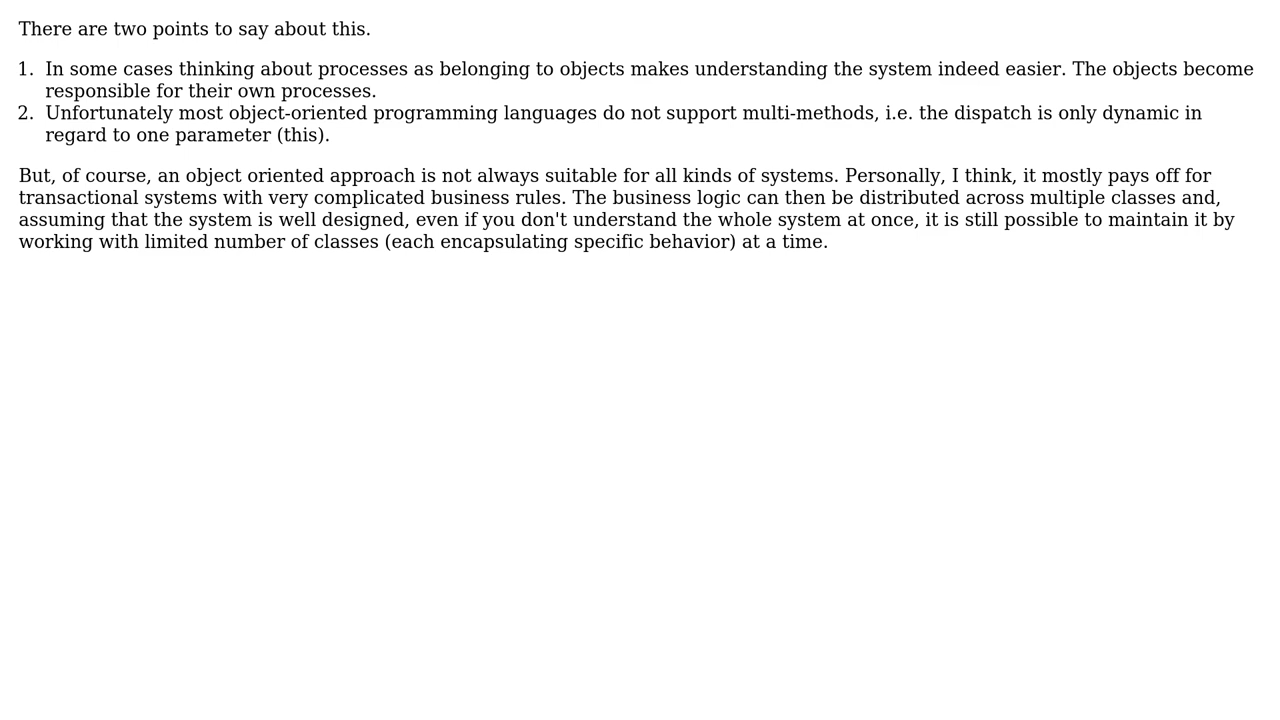 There are two points to say about this.
1. In some cases thinking about processes as belonging to objects makes understanding the system indeed easier. The objects become
responsible for their own processes.
2. Unfortunately most object-oriented programming languages do not support multi-methods, i.e. the dispatch is only dynamic in
regard to one parameter (this).
But, of course, an object oriented approach is not always suitable for all kinds of systems. Personally, I think, it mostly pays off for
transactional systems with very complicated business rules. The business logic can then be distributed across multiple classes and,
assuming that the system is well designed, even if you don't understand the whole system at once, it is still possible to maintain it by
working with limited number of classes (each encapsulating specific behavior) at a time.